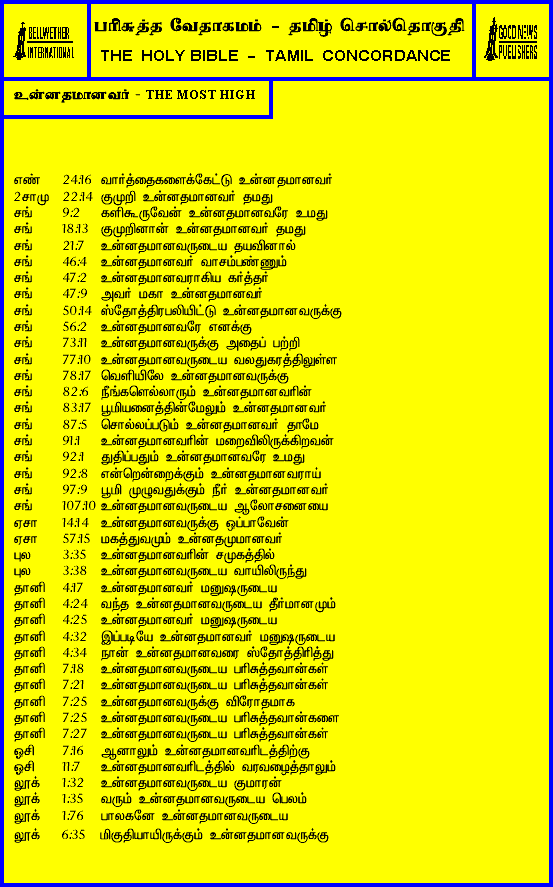 BELLWETHER
INTERNATIONAL
பரிசுத்த வேதாகமம் - தமிழ் சொல்தொகுதி
THE HOLY BIBLE - TAMIL CONCORDANCE
GOOD NEWS
PUBLISHERS
உன்னதமானவர் - THE MOST HIGH
எண் 24:16 வார்த்தைகளைக்கேட்டு உன்னதமானவர்
2சாமு 22:14 குமுறி உன்னதமானவர் தமது
சங் 9:2 களிகூருவேன் உன்னதமானவரே உமது
சங் 18:13 குமுறினான் உன்னதமானவர் தமது
சங் 21:7 உன்னதமானவருடைய தயவினால்
சங் 46:4 உன்னதமானவர் வாசம்பண்ணும்
சங் 47:2 உன்னதமானவராகிய கர்த்தர்
சங் 47:9 அவர் மகா உன்னதமானவர்
சங் 50:14 ஸ்தோத்திரபலியிட்டு உன்னதமானவருக்கு
சங் 56:2 உன்னதமானவரே எனக்கு
சங் 73:11 உன்னதமானவருக்கு அதைப் பற்றி
சங் 77:10 உன்னதமானவருடைய வலதுகரத்திலுள்ள
சங் 78:17 வெளியிலே உன்னதமானவருக்கு
சங் 82:6 நீங்களெல்லாரும் உன்னதமானவரின்
சங் 83:17 பூமியனைத்தின்மேலும் உன்னதமானவர்
சங் 87:5 சொல்லப்படும் உன்னதமானவர் தாமே
சங் 91:1 உன்னதமானவரின் மறைவிலிருக்கிறவன்
சங் 92:1 துதிப்பதும் உன்னதமானவரே உமது
சங் 92:8 என்றென்றைக்கும் உன்னதமானவராய்
சங் 97:9 பூமி முழுவதுக்கும் நீர் உன்னதமானவர்
சங் 107:10 உன்னதமானவருடைய ஆலோசனையை
ஏசா 14:14 உன்னதமானவருக்கு ஒப்பாவேன்
ஏசா 57:15 மகத்துவமும் உன்னதமுமானவர்
புல 3:35 உன்னதமானவரின் சமுகத்தில்
புல 3:38 உன்னதமானவருடைய வாயிலிருந்து
தானி 4:17 உன்னதமானவர் மனுஷருடைய
தானி 4:24 வந்த உன்னதமானவருடைய தீர்மானமும்
தானி 4:25 உன்னதமானவர் மனுஷருடைய
தானி 4:32 இப்படியே உன்னதமானவர் மனுஷருடைய
தானி 4:34 நான் உன்னதமானவரை ஸ்தோத்திரித்து
தானி 7:18 உன்னதமானவருடைய பரிசுத்தவான்கள்
தானி 7:21 உன்னதமானவருடைய பரிசுத்தவான்கள்
தானி 7:25 உன்னதமானவருக்கு விரோதமாக
தானி 7:25 உன்னதமானவருடைய பரிசுத்தவான்களை
தானி 7:27 உன்னதமானவருடைய பரிசுத்தவான்கள்
ஓசி 7:16 ஆனாலும் உன்னதமானவரிடத்திற்கு
ஓசி 11:7 உன்னதமானவரிடத்தில் வரவழைத்தாலும்
லூக் 1:32 உன்னதமானவருடைய குமாரன்
லூக் 1:35 வரும் உன்னதமானவருடைய பெலம்
லூக் 1:76 பாலகனே உன்னதமானவருடைய
லூக் 6:35 மிகுதியாயிருக்கும் உன்னதமானவருக்கு